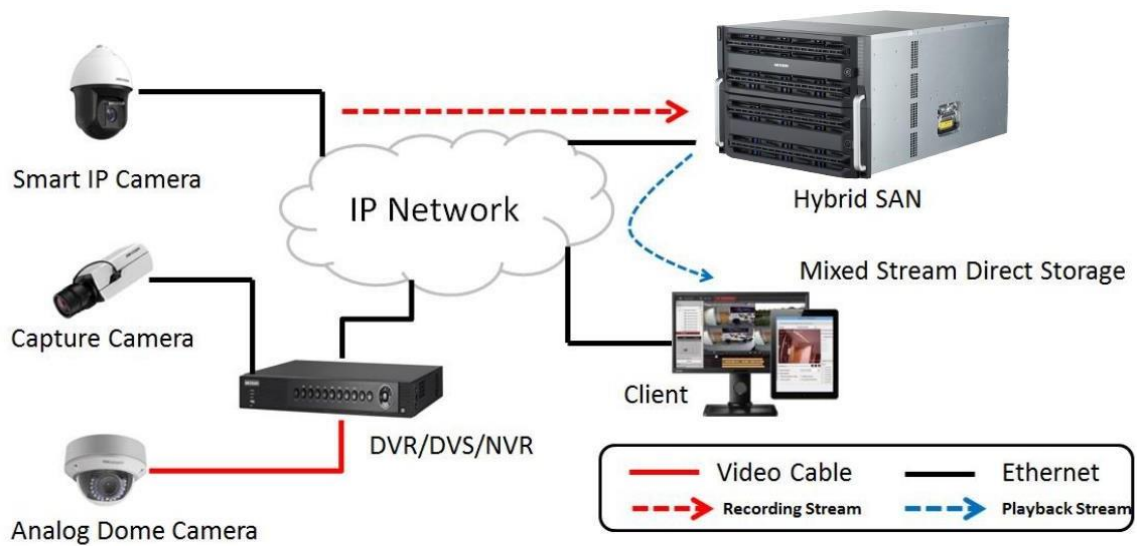 Smart IP Camera
IP Network
Hybrid SAN
Mixed Stream Direct Storage
Capture Camera
Client
DVR/DVS/NVR
Video Cable
Ethernet
Recording Stream
Playback Stream
Analog Dome Camera